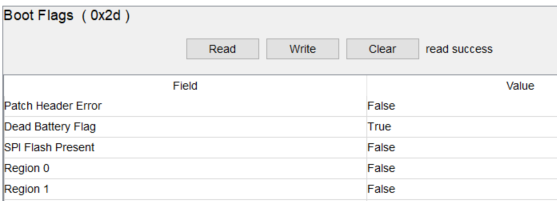 Boot Flags ( 0x2d )
Read Write Clear read success
Field Value
Patch Header Error False
Dead Battery Flag True
SPI Flash Present False
Region 0 False
Region 1 False